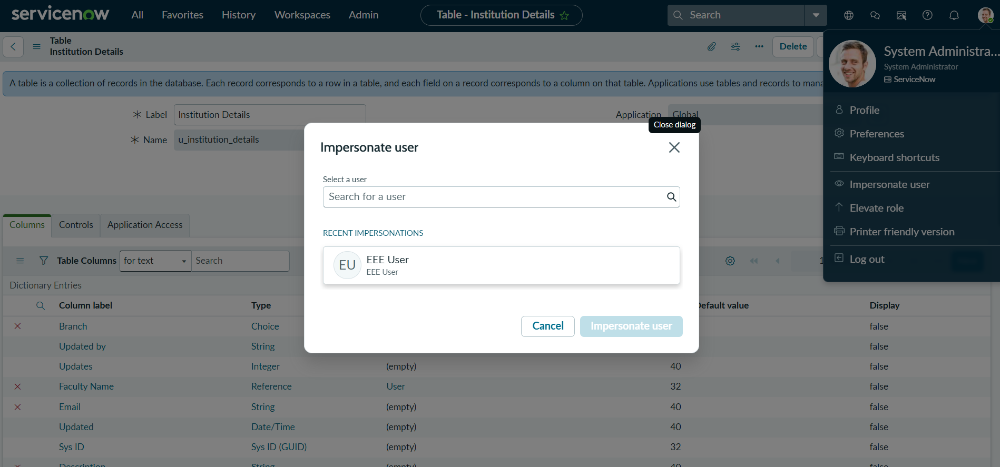 servicenow
All Favorites History Workspaces Admin
Table - Institution Details
Search
Table
Institution Details
Delete
A table is a collection of records in the database. Each record corresponds to a row in a table, and each field on a record corresponds to a column on that table. Applications use tables and records to mana
Label Institution Details
Application Global
Name u_institution_details
Close dialog
Impersonate user
Select a user
Search for a user
RECENT IMPERSONATIONS
EU
EEE User
EEE User
Cancel Impersonate user
System Administra...
System Administrator
ServiceNow
Profile
Preferences
Keyboard shortcuts
Impersonate user
Elevate role
Printer friendly version
Log out
Columns Controls Application Access
Table Columns for text Search
1
Dictionary Entries
Column label Type Default value Display
Branch Choice false
Updated by String false
Updates Integer (empty) 40 false
Faculty Name Reference User 32 false
Email String (empty) 40 false
Updated Date/Time (empty) 40 false
Sys ID Sys ID (GUID) (empty) 32 false
Description String (empty) 40 false